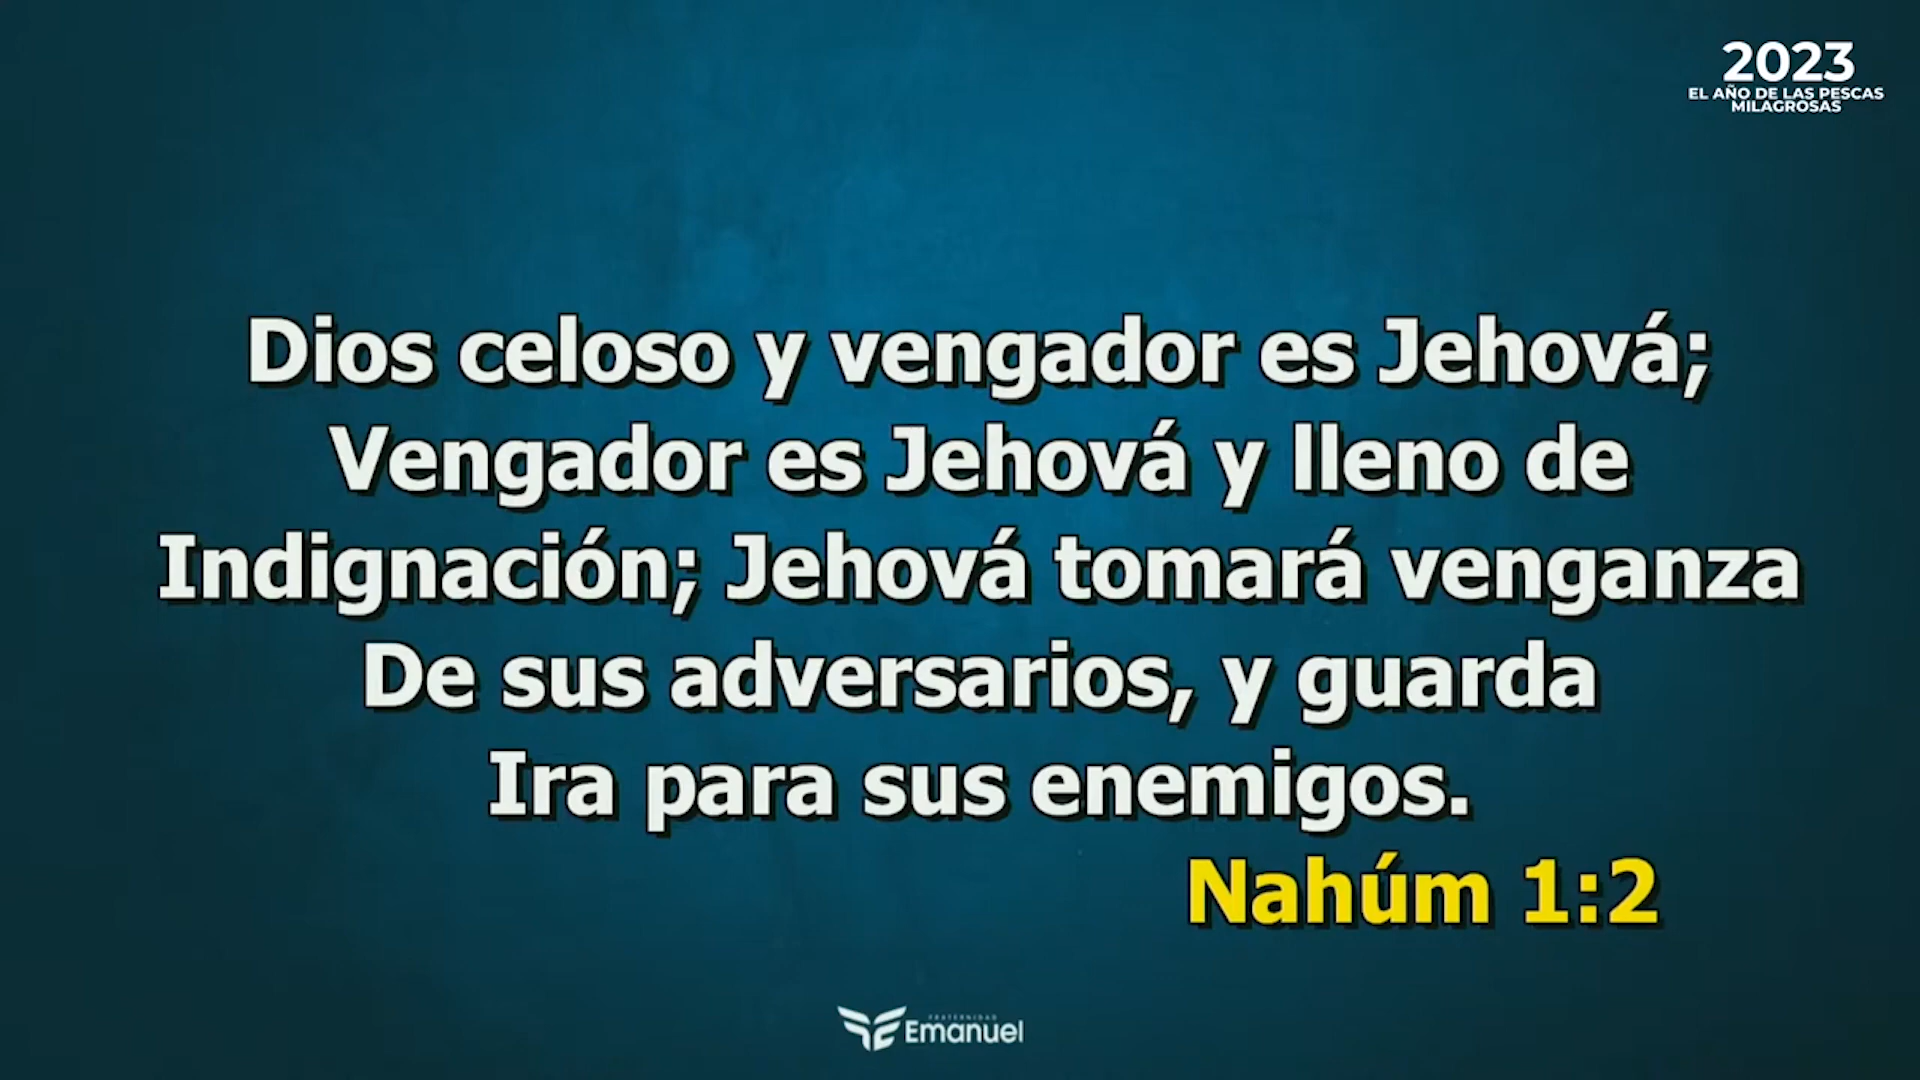 2023
EL AÑO DE LAS PESCAS
MILAGROSAS
Dios celoso y vengador es Jehová;
Vengador es Jehová y lleno de
Indignación; Jehová tomará venganza
De sus adversarios, y guarda
Ira para sus enemigos.
Nahúm 1:2
FRATERNIDAD
Emanuel